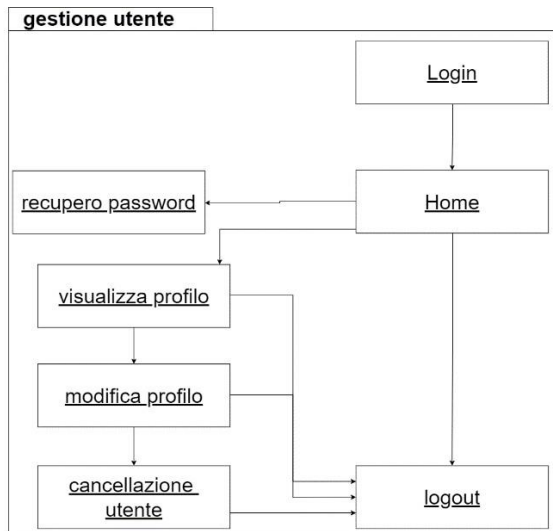 gestione utente
Login
recupero password
Home
visualizza profilo
modifica profilo
cancellazione
utente
logout